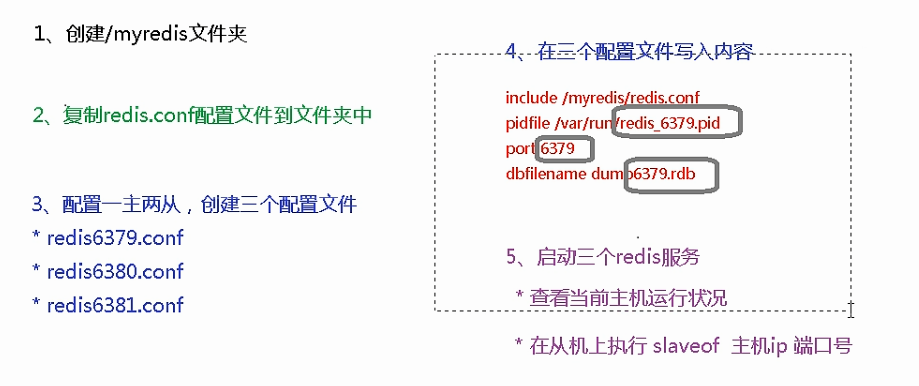 1、创建/myredis文件夹
2、复制redis.conf配置文件到文件夹中
3、配置一主两从，创建三个配置文件
* redis6379.conf
* redis6380.conf
* redis6381.conf
4、在三个配置文件写入内容
include /myredis/redis.conf
pidfile /var/run/redis_6379.pid
port 6379
dbfilename dump6379.rdb
5、启动三个redis服务
* 查看当前主机运行状况
* 在从机上执行 slaveof 主机ip 端口号